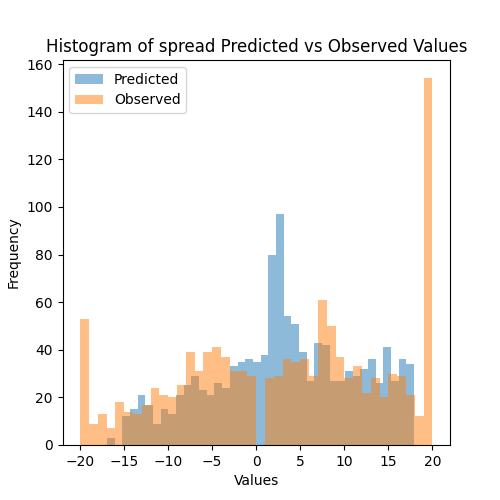 Histogram of spread Predicted vs Observed Values
Predicted
Observed
160
140
120
100
80
60
40
20
0
Frequency
−20 −15 −10 −5 0 5 10 15 20
Values